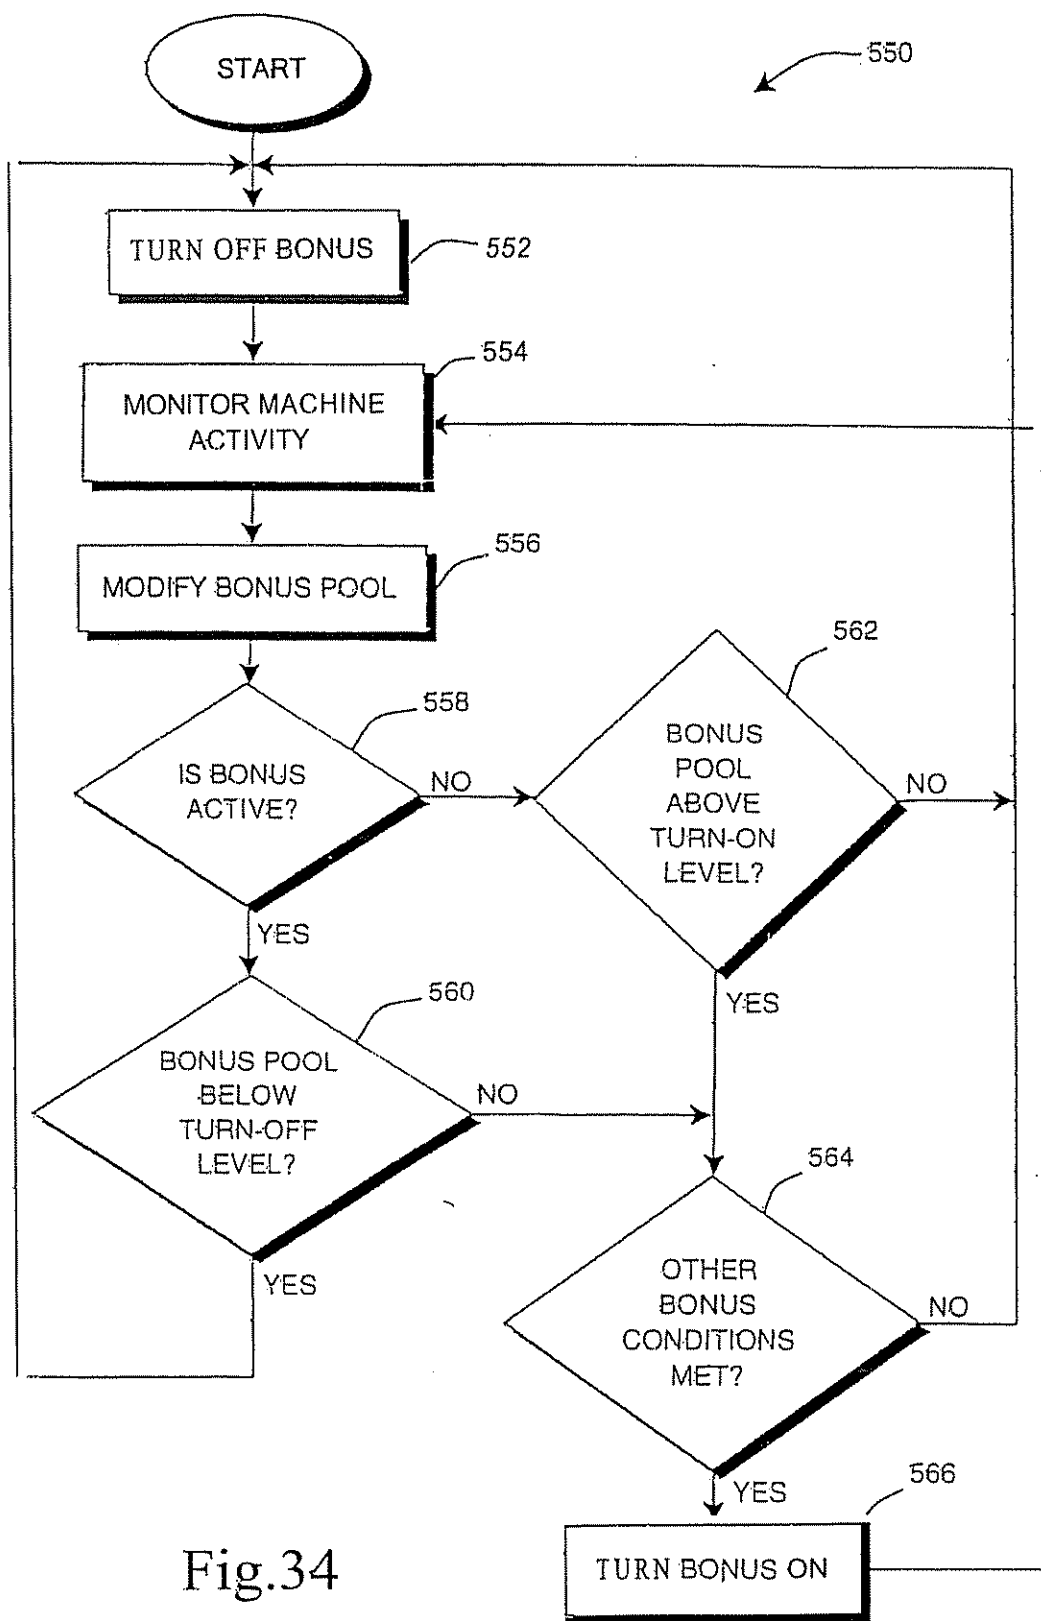 START
550
TURN OFF BONUS
552
554
MONITOR MACHINE
ACTIVITY
556
MODIFY BONUS POOL
562
558
BONUS
POOL
ABOVE
TURN-ON
LEVEL?
IS BONUS
ACTIVE?
NO
NO
YES
YES
560
BONUS POOL
BELOW
TURN-OFF
LEVEL?
NO
564
YES
OTHER
BONUS
CONDITIONS
MET?
NO
YES
566
TURN BONUS ON
Fig.34